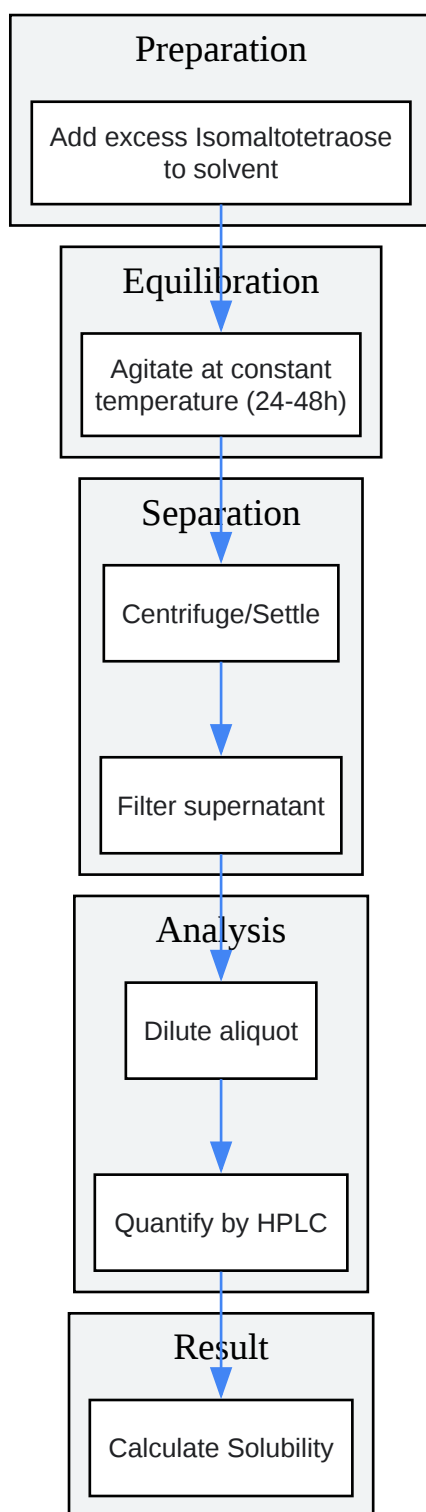 Preparation
Add excess Isomaltotetraose
to solvent
Equilibration
Agitate at constant
temperature (24-48h)
Separation
Centrifuge/Settle
Filter supernatant
Analysis
Dilute aliquot
Quantify by HPLC
Result
Calculate Solubility